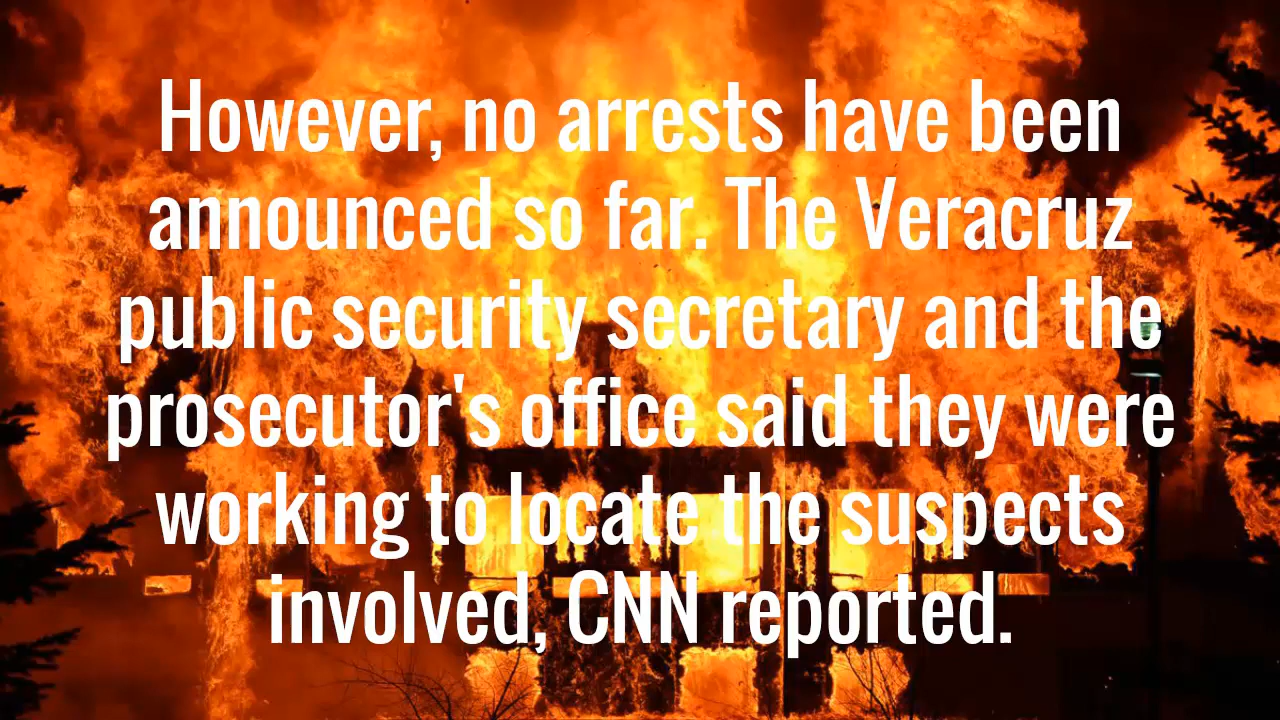 However, no arrests have been
announced so far. The Veracruz
public security secretary and the
prosecutor's office said they were
working to locate the suspects
involved, CNN reported.